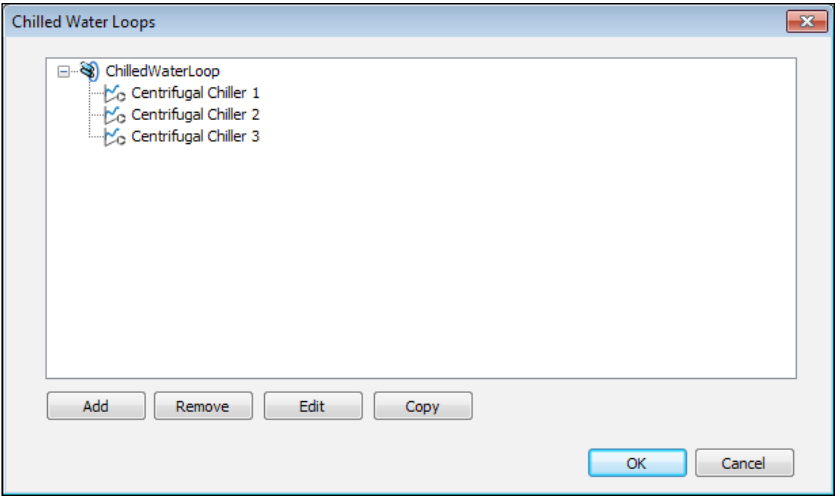 Chilled Water Loops
ChilledWaterLoop
Centrifugal Chiller 1
Centrifugal Chiller 2
Centrifugal Chiller 3
Add Remove Edit Copy
OK Cancel